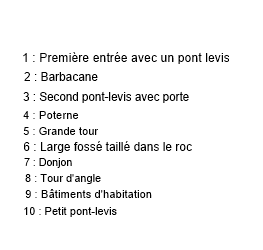 1 : Première entrée avec un pont levis
2 : Barbacane
3 : Second pont-levis avec porte
4 : Poterne
5 : Grande tour
6 : Large fossé taillé dans le roc
7 : Donjon
8 : Tour d'angle
9 : Bâtiments d'habitation
10 : Petit pont-levis